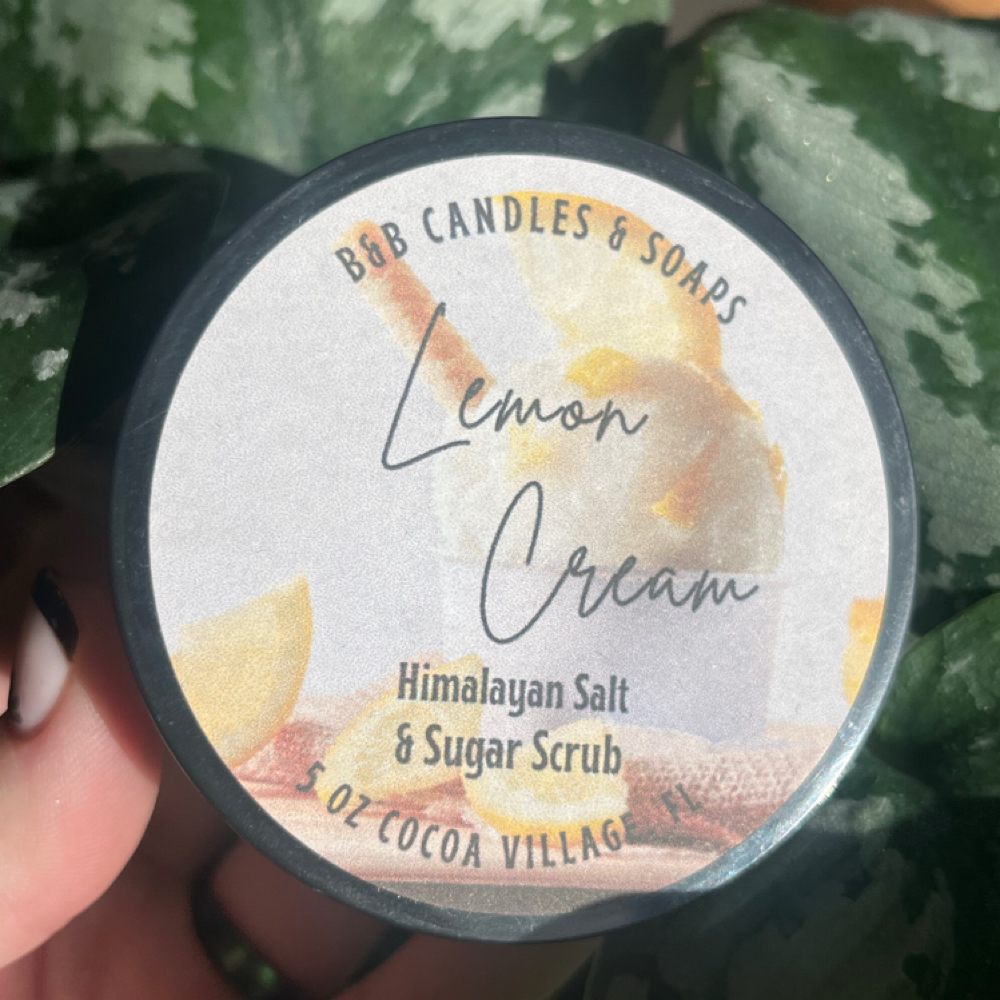 B&B CANDLES & SOAPS
Lemon
Cream
Himalayan Salt
& Sugar Scrub
5 OZ COCOA VILLAGE, FL